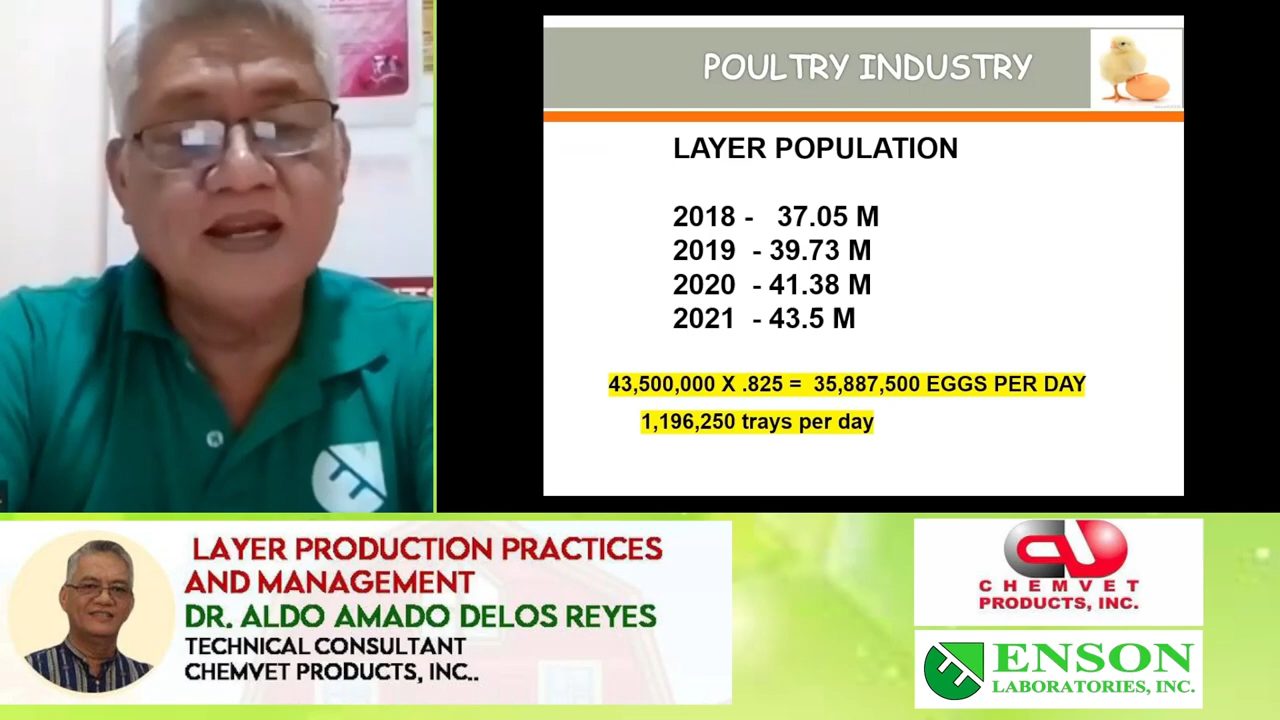 POULTRY INDUSTRY
LAYER POPULATION
2018 - 37.05 M
2019 - 39.73 M
2020 - 41.38 M
2021 - 43.5 M
43,500,000 X .825 = 35,887,500 EGGS PER DAY
1,196,250 trays per day
LAYER PRODUCTION PRACTICES
AND MANAGEMENT
DR. ALDO AMADO DELOS REYES
TECHNICAL CONSULTANT
CHEMVET PRODUCTS, INC..
CHEMVET
PRODUCTS, INC.
ENSON
LABORATORIES, INC.